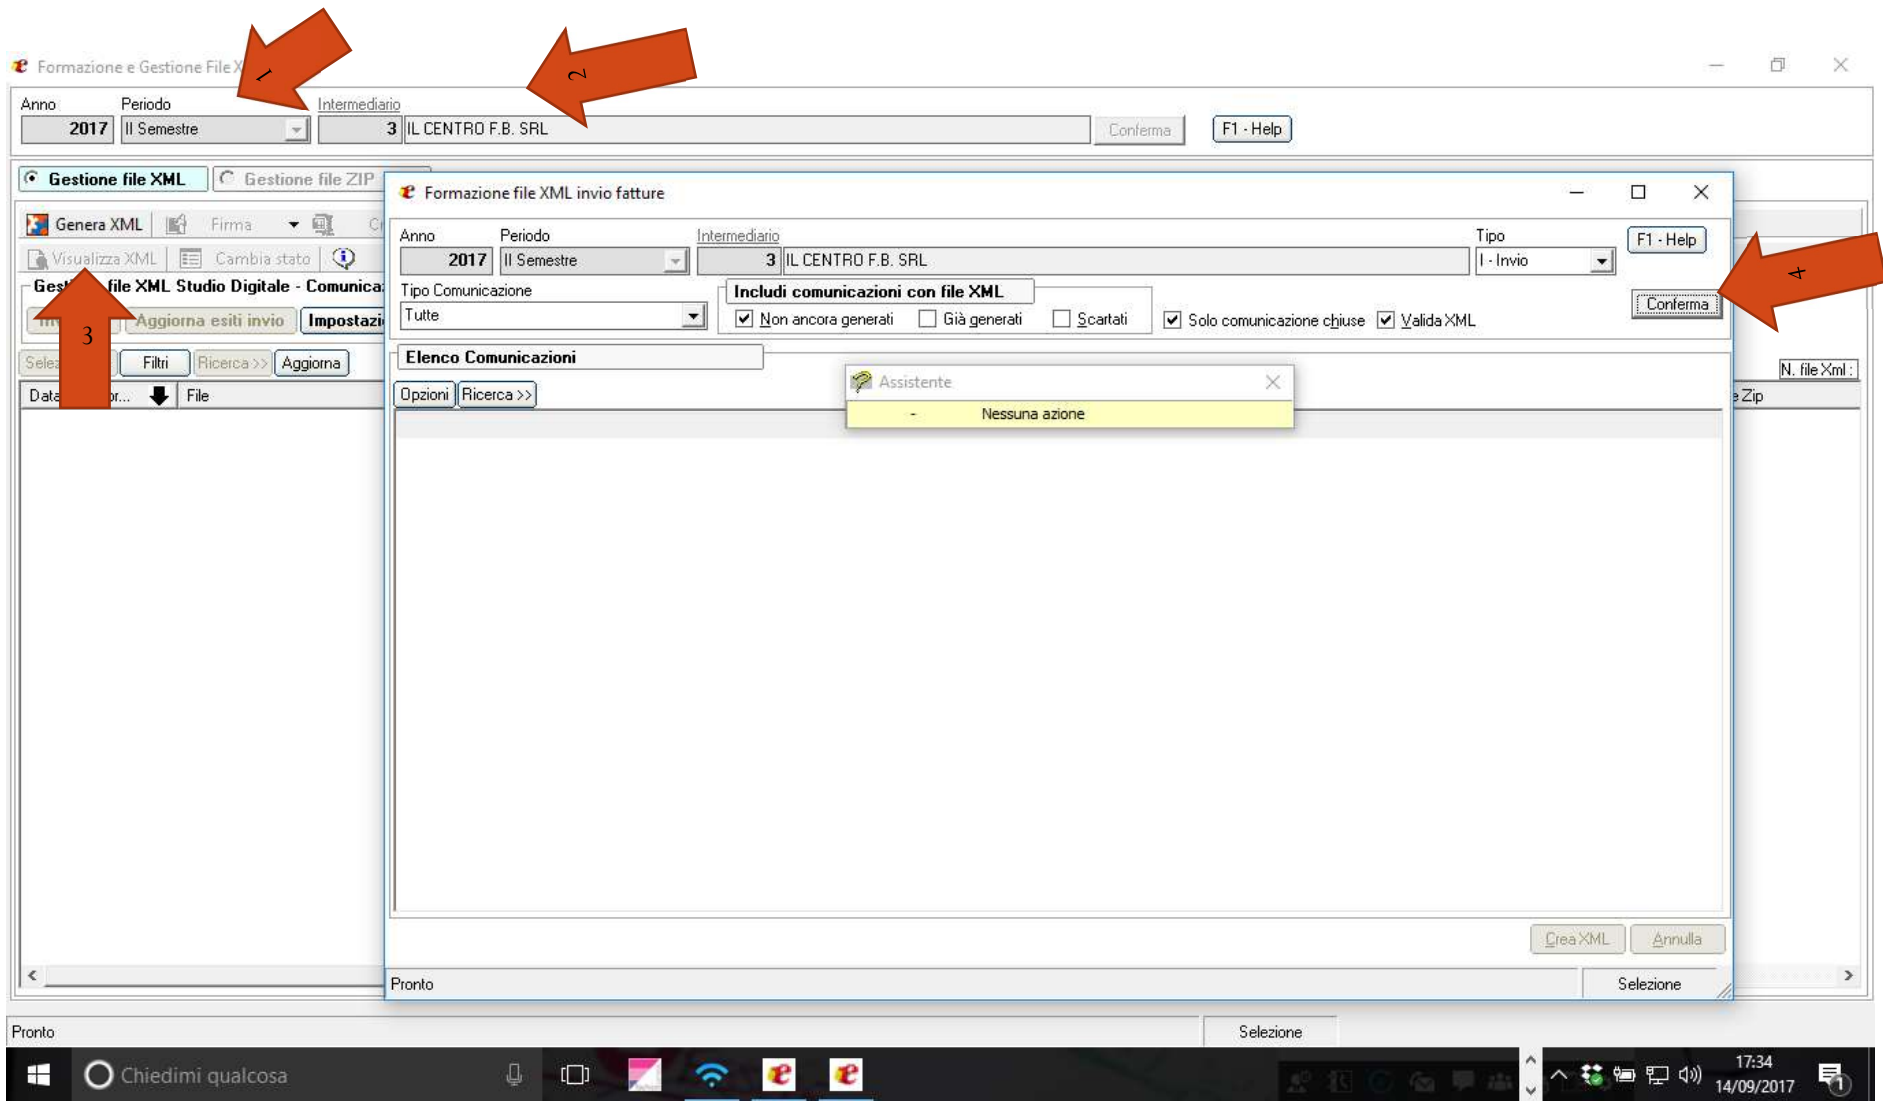 Formazione e Gestione File X
1
2
Anno Periodo Intermediario
2017 II Semestre 3 IL CENTRO F.B. SRL Conferma F1 - Help
Gestione file XML Gestione file ZIP
Genera XML Firma
Visualizza XML Cambia stato
file XML Studio Digitale - Comunica
3
Aggiorna esiti invio Impostazi
Filtri Ricerca >> Aggiorna
N. file Xml :
File
Zip
Formazione file XML invio fatture
Anno Periodo Intermediario Tipo
2017 II Semestre 3 IL CENTRO F.B. SRL I - Invio F1 - Help
4
Tipo Comunicazione Includi comunicazioni con file XML
Tutte Non ancora generati Già generati Scartati Solo comunicazione chiuse Valida XML Conferma
Elenco Comunicazioni
Opzioni Ricerca >>
Assistente
- Nessuna azione
Crea XML Annulla
Pronto Selezione
Pronto Selezione
Chiedimi qualcosa
17:34
14/09/2017
1